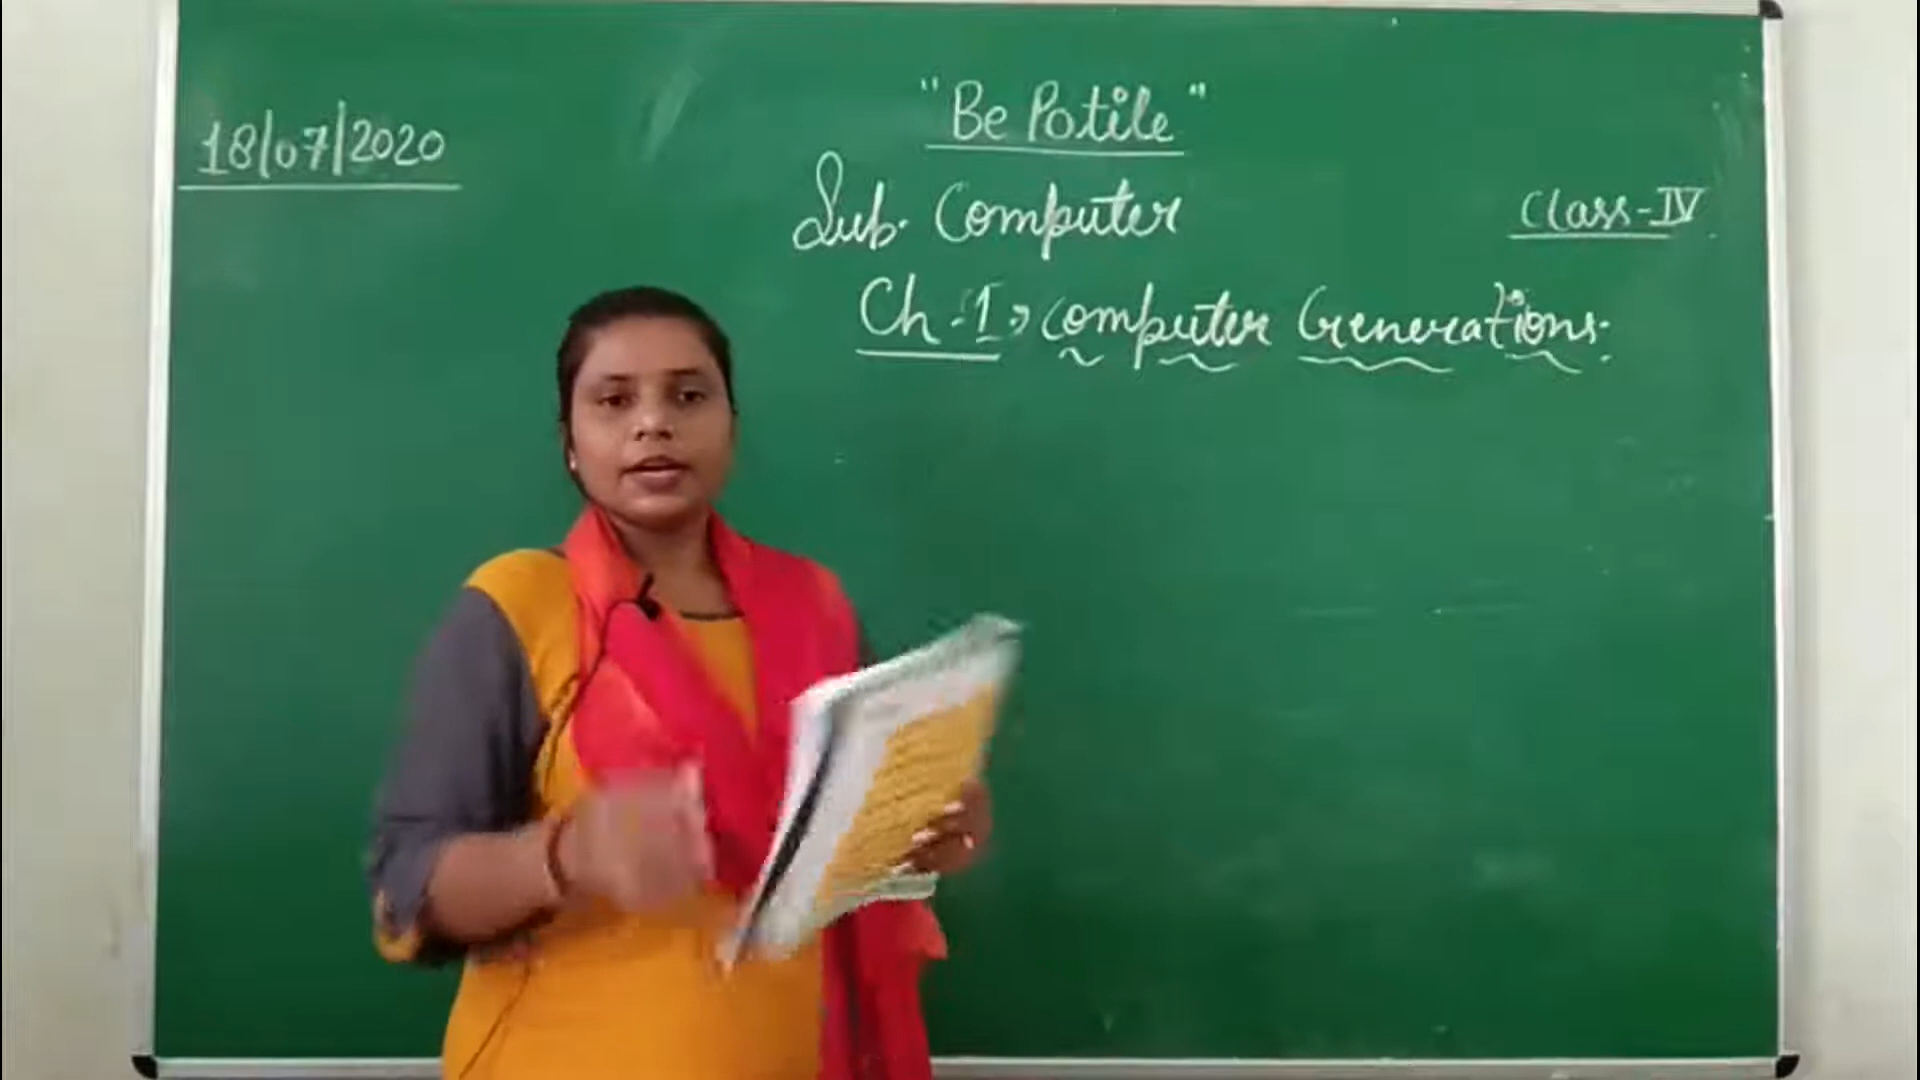 "Be Potile"
18/07/2020
Sub. Computer
Class-IV
Ch-1 → Computer Generations.